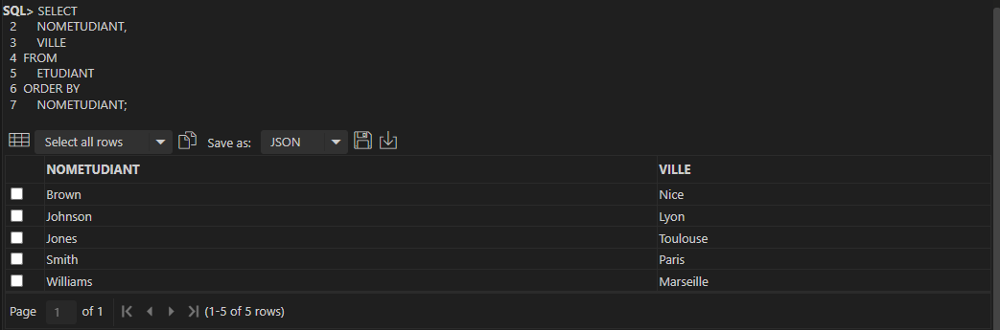 SQL> SELECT
2 NOMETUDIANT,
3 VILLE
4 FROM
5 ETUDIANT
6 ORDER BY
7 NOMETUDIANT;
Select all rows Save as: JSON
NOMETUDIANT VILLE
Brown Nice
Johnson Lyon
Jones Toulouse
Smith Paris
Williams Marseille
Page 1 of 1 (1-5 of 5 rows)